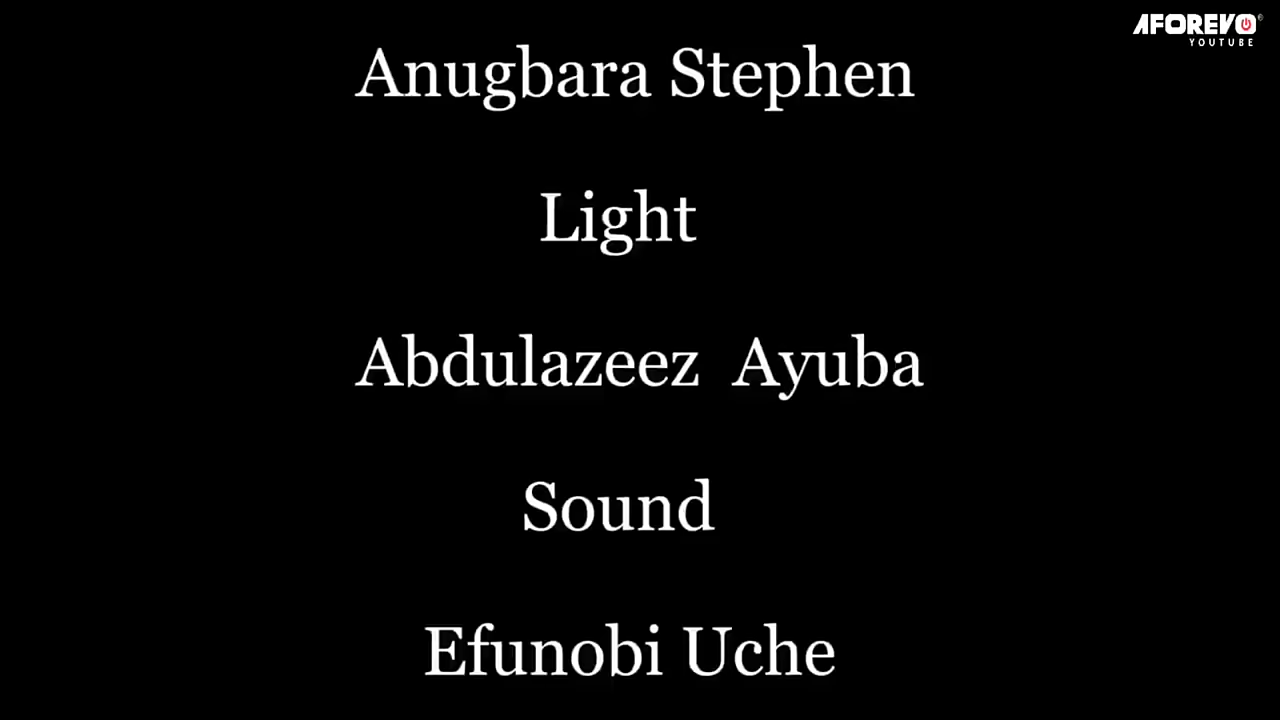 AFOREVO
YOUTUBE
Anugbara Stephen
Light
Abdulazeez Ayuba
Sound
Efunobi Uche